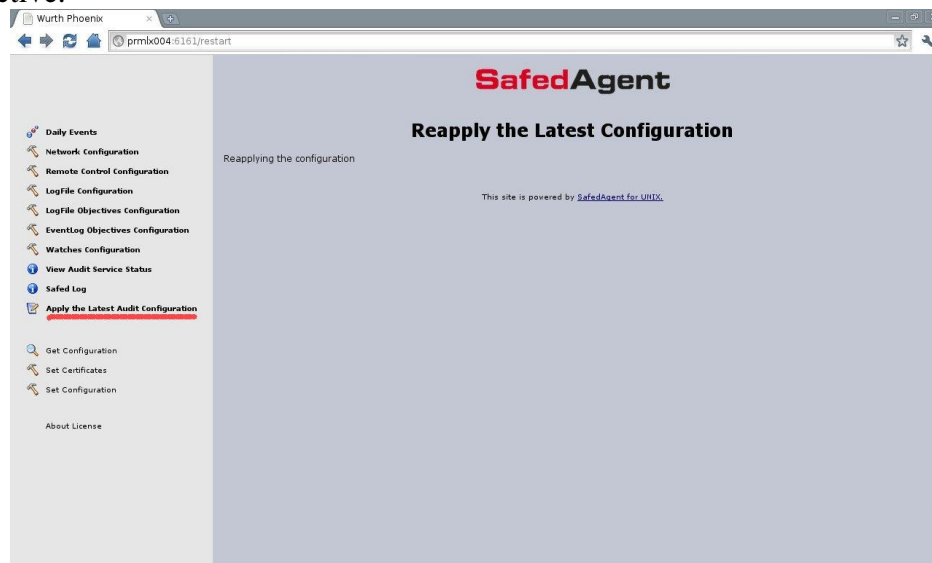 Wurth Phoenix
prmlx004:6161/restart
SafedAgent
Daily Events
Network Configuration
Remote Control Configuration
LogFile Configuration
LogFile Objectives Configuration
EventLog Objectives Configuration
Watches Configuration
View Audit Service Status
Safed Log
Apply the Latest Audit Configuration
Get Configuration
Set Certificates
Set Configuration
About License
Reapply the Latest Configuration
Reapplying the configuration
This site is powered by SafedAgent for UNIX.